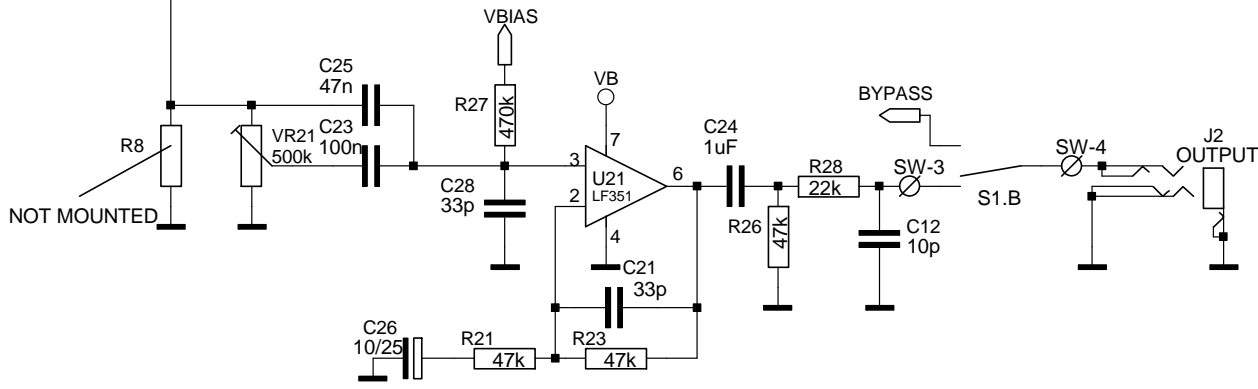 VBIAS
C25
47n
R27
470k
VB
BYPASS
R8
VR21
500k
C23
100n
7
C24
1uF
SW-4
J2
OUTPUT
3
U21
LF351
6
R28
22k
SW-3
NOT MOUNTED
C28
33p
2
4
R26
47k
S1.B
C12
10p
C21
33p
C26
10/25
R21
47k
R23
47k